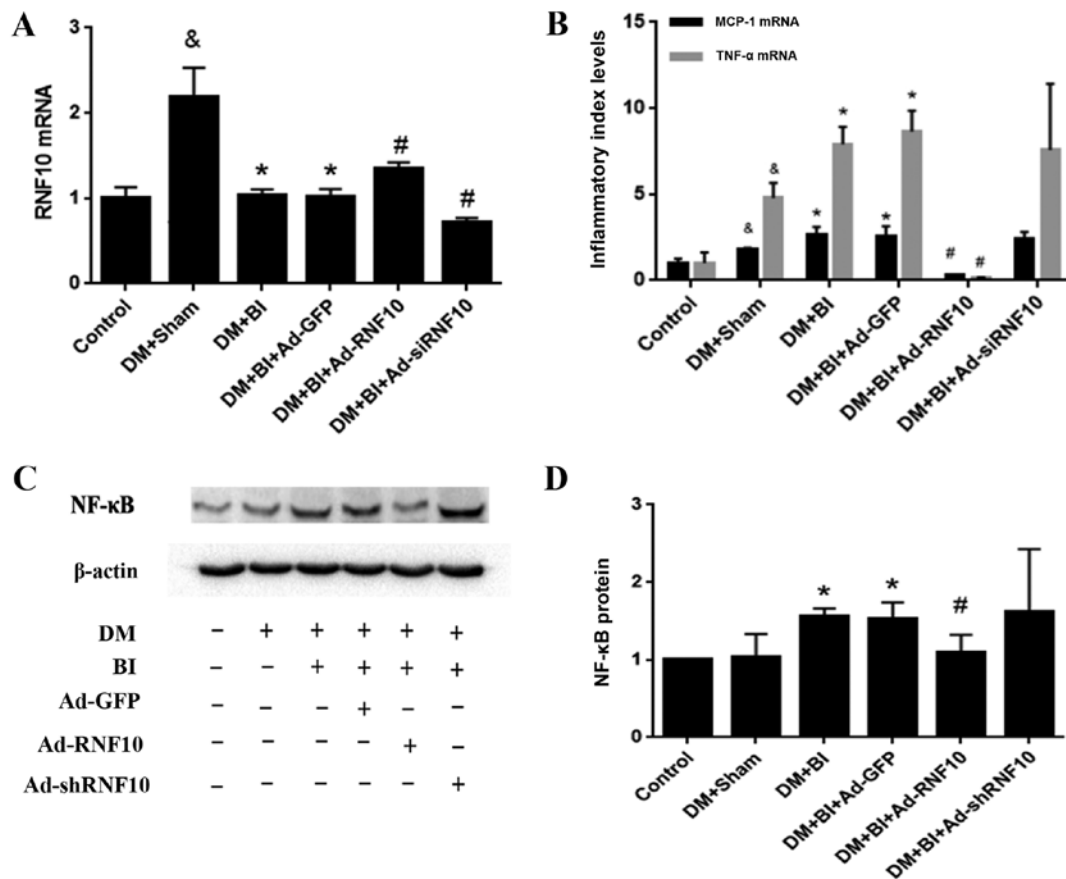 A
RNF10 mRNA
3
2
1
0
&
*
*
#
#
Control
DM+Sham
DM+BI
DM+BI+Ad-GFP
DM+BI+Ad-RNF10
DM+BI+Ad-siRNF10
B
Inflammatory index levels
15
10
5
0
MCP-1 mRNA
TNF-α mRNA
&
&
*
*
*
*
#
#
Control
DM+Sham
DM+BI
DM+BI+Ad-GFP
DM+BI+Ad-RNF10
DM+BI+Ad-siRNF10
C
NF-κB
β-actin
DM – + + + + +
BI – – + + + +
Ad-GFP – – – + – –
Ad-RNF10 – – – – + –
Ad-shRNF10 – – – – – +
D
NF-κB protein
3
2
1
0
*
*
#
Control
DM+Sham
DM+BI
DM+BI+Ad-GFP
DM+BI+Ad-RNF10
DM+BI+Ad-shRNF10